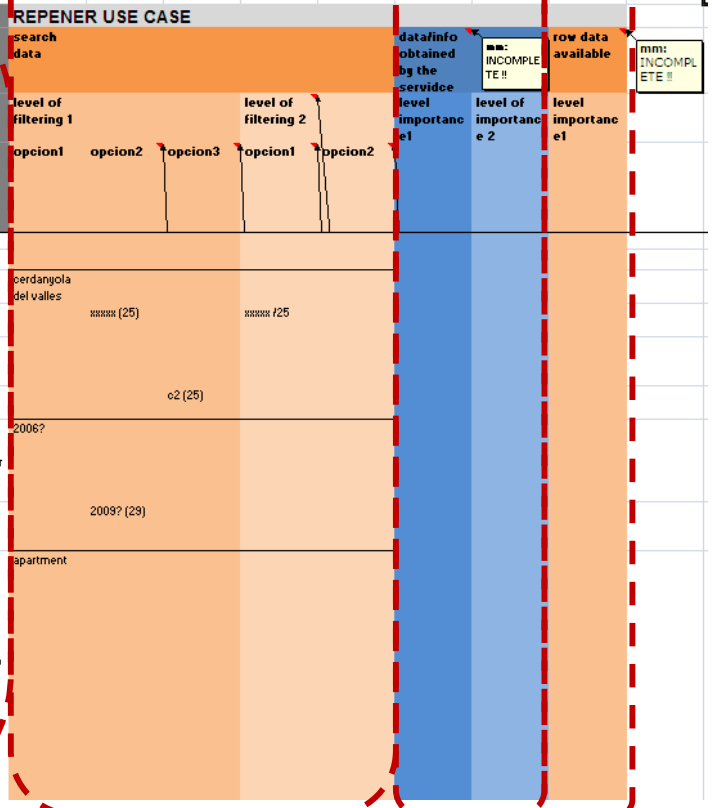 REPENER USE CASE
search
data
data/info
obtained
by the
servidce
mm:
INCOMPLE
TE !!
row data
available
mm:
INCOMPL
ETE !!
level of
filtering 1
level of
filtering 2
level
importanc
e1
level of
importanc
e 2
level
importanc
e1
opcion1 opcion2 opcion3 opcion1 opcion2
cerdanyola
del valles
xxxxx (25) xxxxx /25
c2 (25)
2006?
2009? (29)
apartment